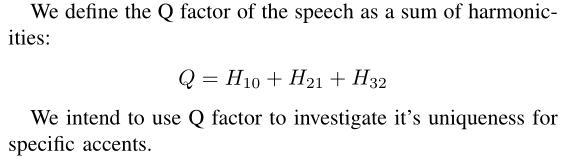 We define the Q factor of the speech as a sum of harmonic-
ities:
Q = H₁₀ + H₂₁ + H₃₂
We intend to use Q factor to investigate it's uniqueness for
specific accents.